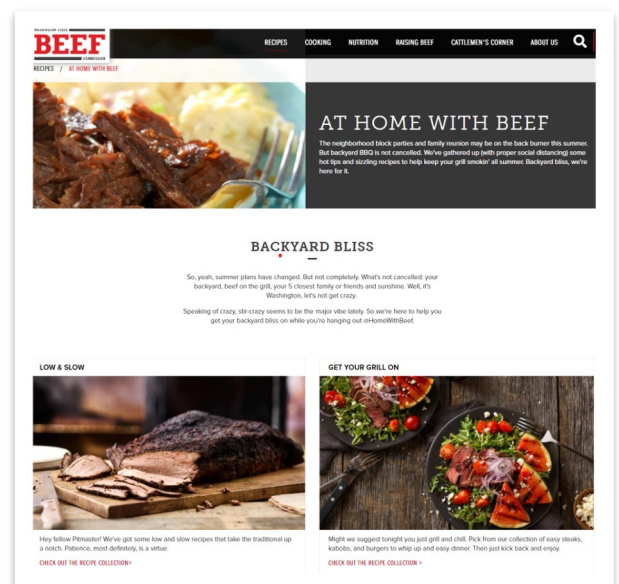 WASHINGTON STATE
BEEF
COMMISSION
RECIPES COOKING NUTRITION RAISING BEEF CATTLEMEN'S CORNER ABOUT US
RECIPES / AT HOME WITH BEEF
AT HOME WITH BEEF
The neighborhood block parties and family reunion may be on the back burner this summer.
But backyard BBQ is not cancelled. We've gathered up (with proper social distancing) some
hot tips and sizzling recipes to help keep your grill smokin' all summer. Backyard bliss, we're
here for it.
BACKYARD BLISS
So, yeah, summer plans have changed. But not completely. What's not cancelled: your
backyard, beef on the grill, your 5 closest family or friends and sunshine. Well, it's
Washington, let's not get crazy.
Speaking of crazy, stir-crazy seems to be the major vibe lately. So we're here to help you
get your backyard bliss on while you're hanging out @HomeWithBeef.
LOW & SLOW
GET YOUR GRILL ON
Hey fellow Pitmaster! We've got some low and slow recipes that take the traditional up
a notch. Patience, most definitely, is a virtue.
CHECK OUT THE RECIPE COLLECTION>
Might we suggest tonight you just grill and chill. Pick from our collection of easy steaks,
kabobs, and burgers to whip up and easy dinner. Then just kick back and enjoy.
CHECK OUT THE RECIPE COLLECTION >